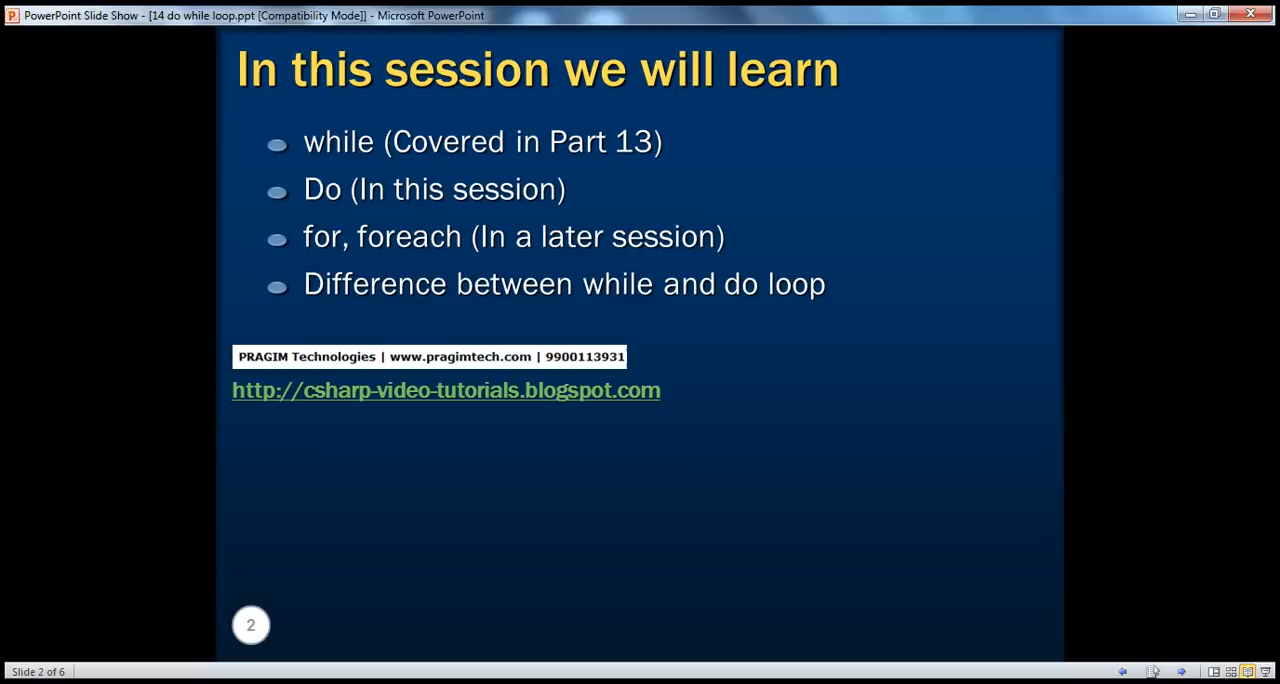 PowerPoint Slide Show - [14 do while loop.ppt [Compatibility Mode]] - Microsoft PowerPoint
In this session we will learn
while (Covered in Part 13)
Do (In this session)
for, foreach (In a later session)
Difference between while and do loop
PRAGIM Technologies | www.pragimtech.com | 9900113931
http://csharp-video-tutorials.blogspot.com
2
Slide 2 of 6